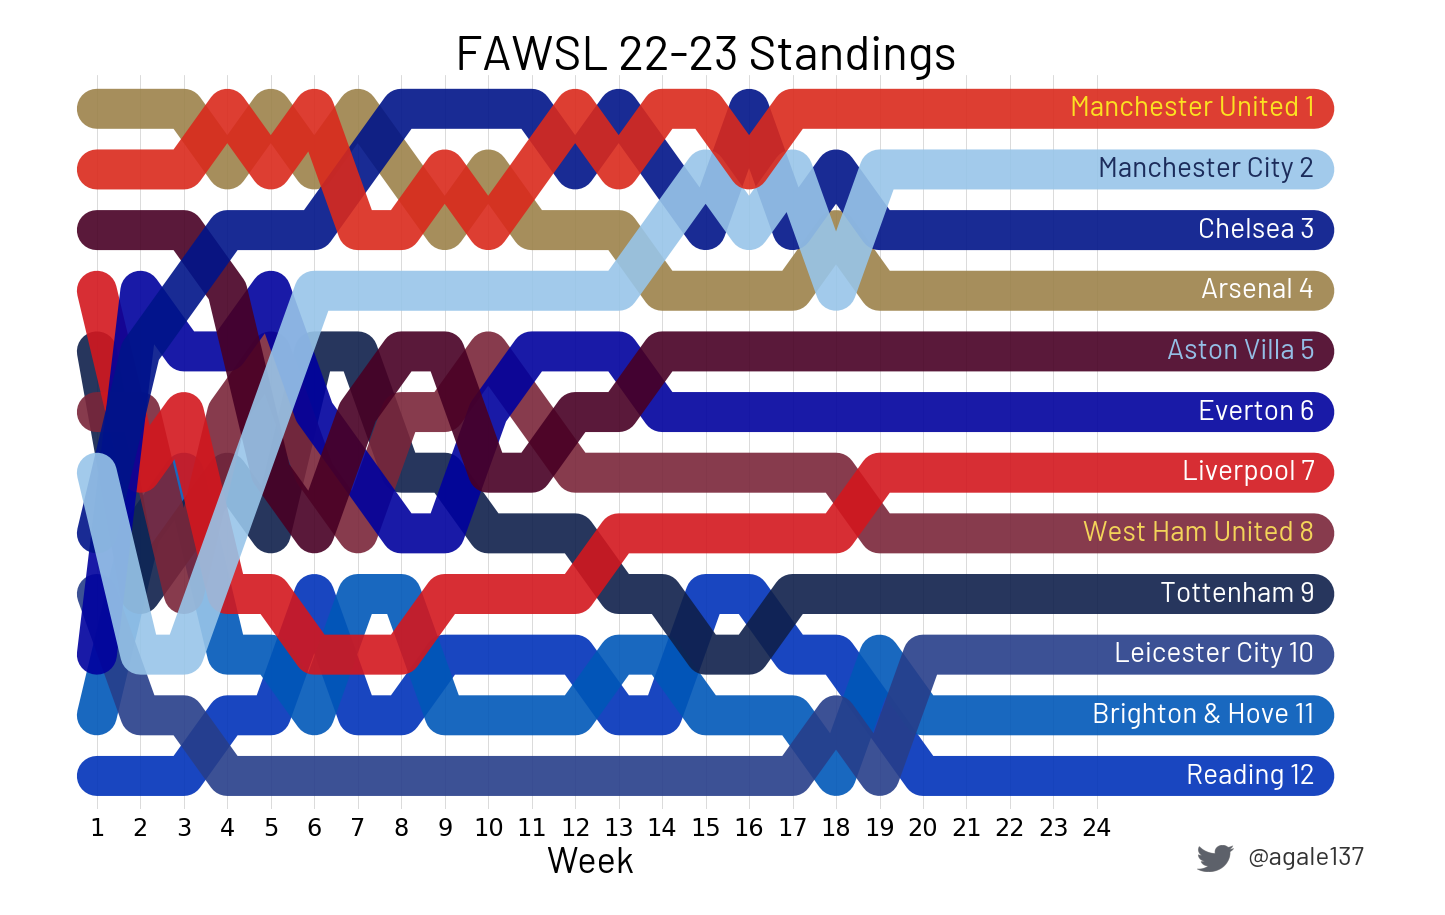 FAWSL 22-23 Standings
Manchester United 1
Manchester City 2
Chelsea 3
Arsenal 4
Aston Villa 5
Everton 6
Liverpool 7
West Ham United 8
Tottenham 9
Leicester City 10
Brighton & Hove 11
Reading 12
1 2 3 4 5 6 7 8 9 10 11 12 13 14 15 16 17 18 19 20 21 22 23 24
Week
@agale137